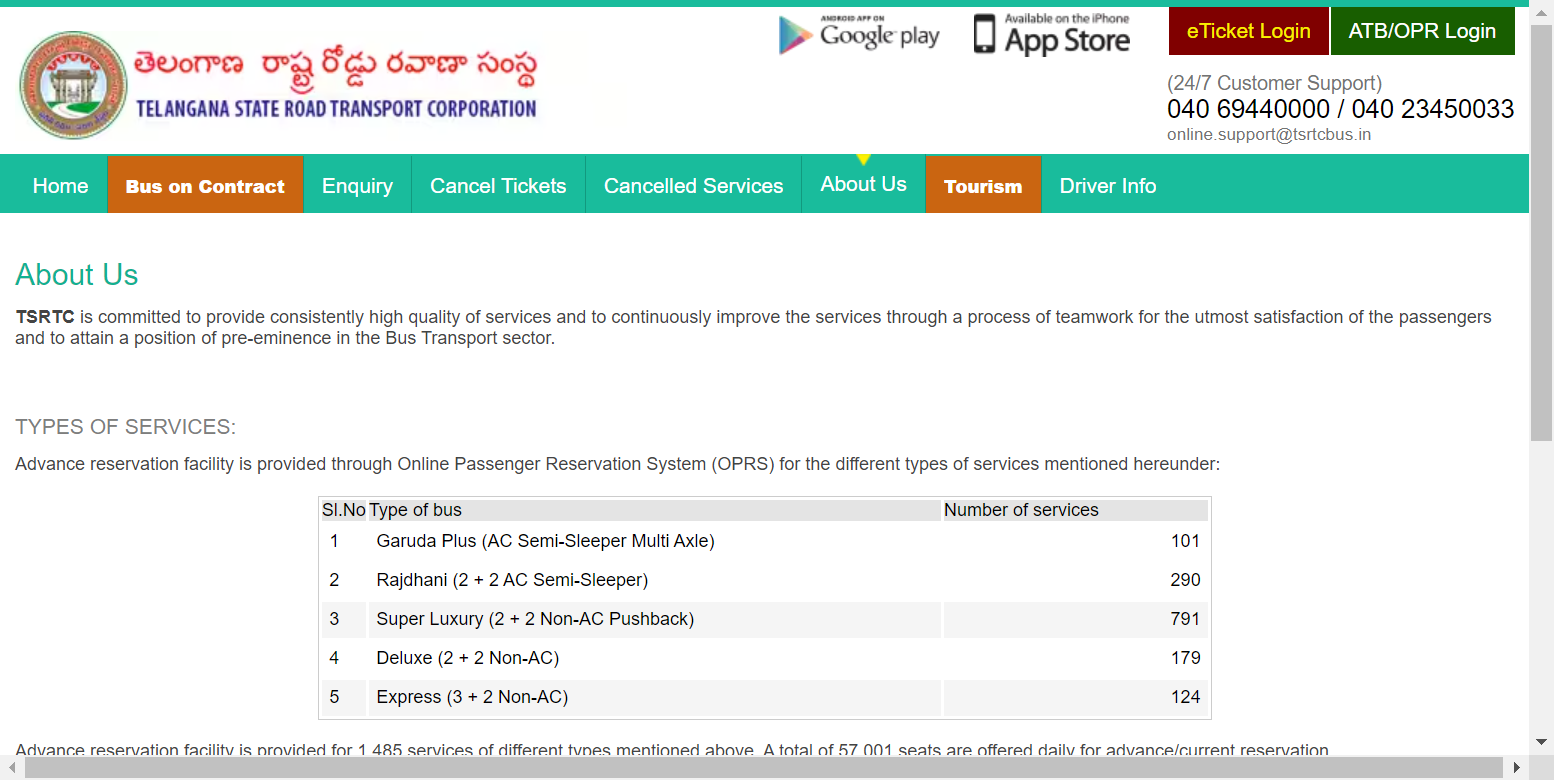 తెలంగాణ రాష్ట్ర రోడ్డు రవాణా సంస్థ
TELANGANA STATE ROAD TRANSPORT CORPORATION
ANDROID APP ON
Google play
Available on the iPhone
App Store
eTicket Login
ATB/OPR Login
(24/7 Customer Support)
040 69440000 / 040 23450033
online.support@tsrtcbus.in
Home Bus on Contract Enquiry Cancel Tickets Cancelled Services About Us Tourism Driver Info
About Us
TSRTC is committed to provide consistently high quality of services and to continuously improve the services through a process of teamwork for the utmost satisfaction of the passengers
and to attain a position of pre-eminence in the Bus Transport sector.
TYPES OF SERVICES:
Advance reservation facility is provided through Online Passenger Reservation System (OPRS) for the different types of services mentioned hereunder:
Sl.No Type of bus Number of services
1 Garuda Plus (AC Semi-Sleeper Multi Axle) 101
2 Rajdhani (2 + 2 AC Semi-Sleeper) 290
3 Super Luxury (2 + 2 Non-AC Pushback) 791
4 Deluxe (2 + 2 Non-AC) 179
5 Express (3 + 2 Non-AC) 124
Advance reservation facility is provided for 1,485 services of different types mentioned above. A total of 57,001 seats are offered daily for advance/current reservation